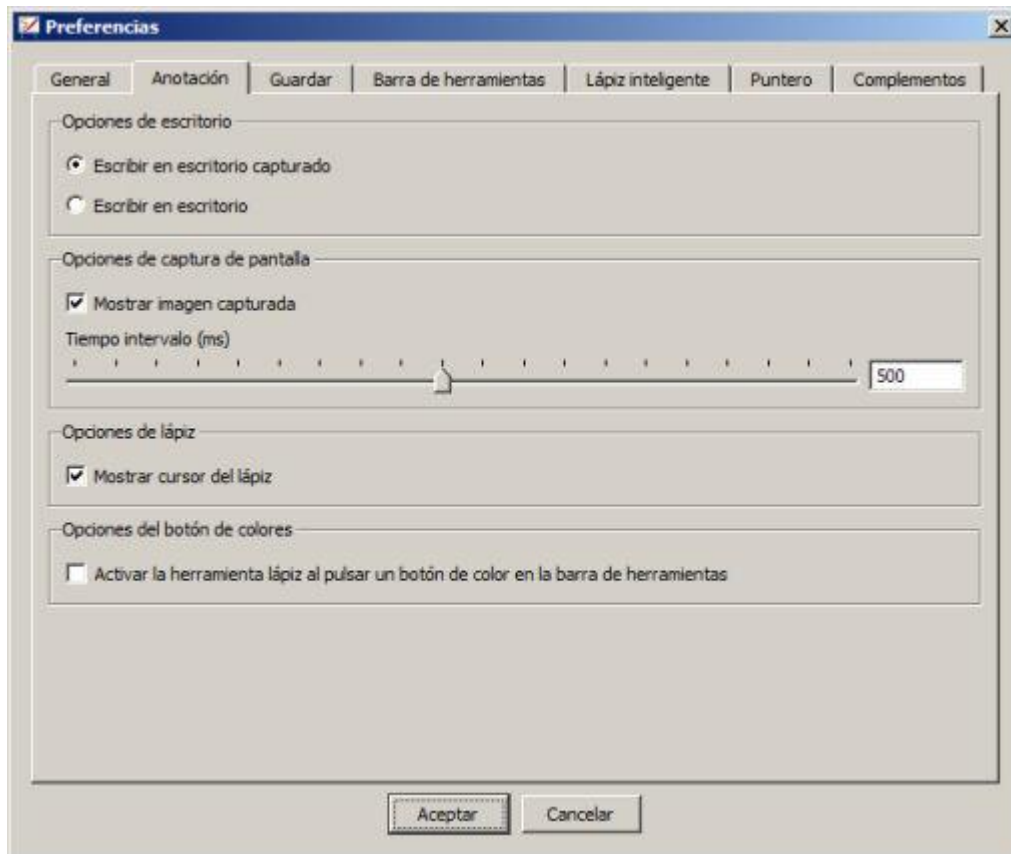 Preferencias
General Anotación Guardar Barra de herramientas Lápiz inteligente Puntero Complementos
Opciones de escritorio
Escribir en escritorio capturado
Escribir en escritorio
Opciones de captura de pantalla
Mostrar imagen capturada
Tiempo intervalo (ms)
500
Opciones de lápiz
Mostrar cursor del lápiz
Opciones del botón de colores
Activar la herramienta lápiz al pulsar un botón de color en la barra de herramientas
Aceptar Cancelar